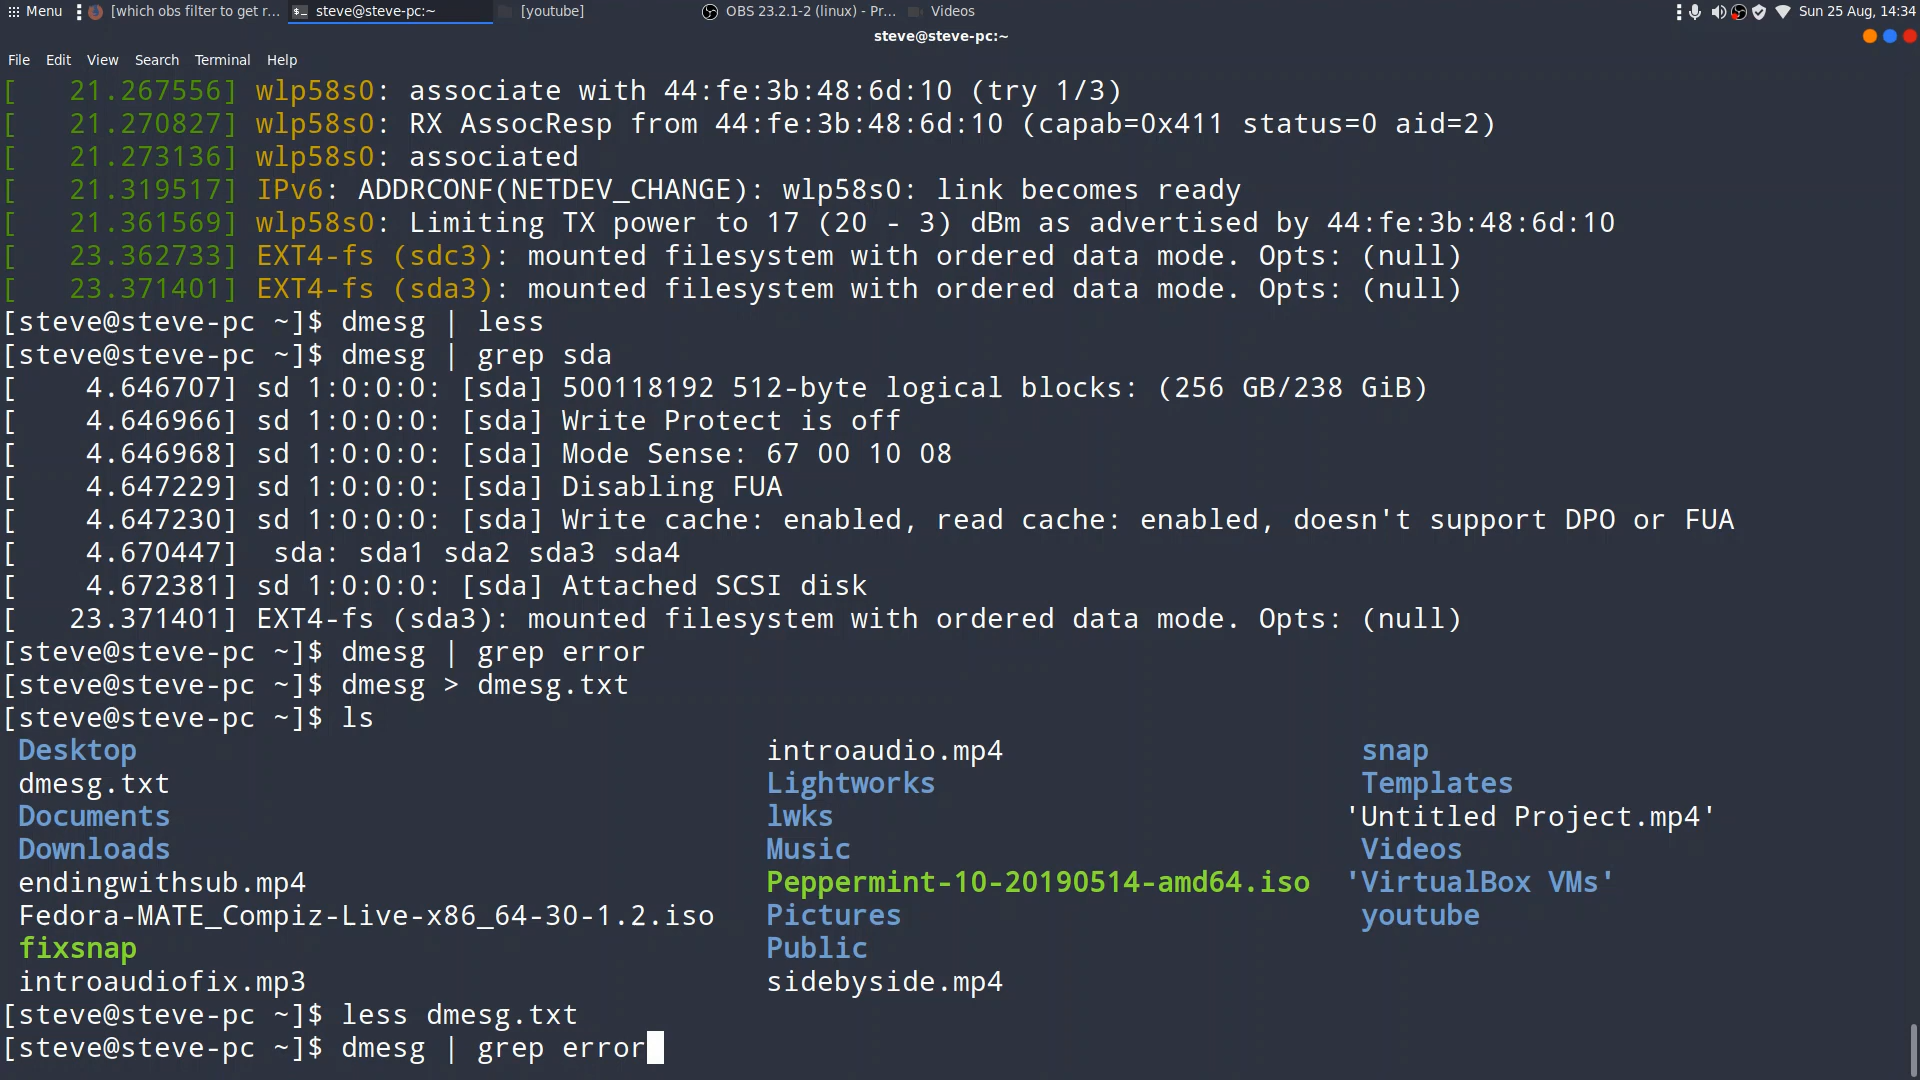 Menu [which obs filter to get r... steve@steve-pc:~ [youtube] OBS 23.2.1-2 (linux) - Pr... Videos Sun 25 Aug, 14:34
steve@steve-pc:~
File Edit View Search Terminal Help
[   21.267556] wlp58s0: associate with 44:fe:3b:48:6d:10 (try 1/3)
[   21.270827] wlp58s0: RX AssocResp from 44:fe:3b:48:6d:10 (capab=0x411 status=0 aid=2)
[   21.273136] wlp58s0: associated
[   21.319517] IPv6: ADDRCONF(NETDEV_CHANGE): wlp58s0: link becomes ready
[   21.361569] wlp58s0: Limiting TX power to 17 (20 - 3) dBm as advertised by 44:fe:3b:48:6d:10
[   23.362733] EXT4-fs (sdc3): mounted filesystem with ordered data mode. Opts: (null)
[   23.371401] EXT4-fs (sda3): mounted filesystem with ordered data mode. Opts: (null)
[steve@steve-pc ~]$ dmesg | less
[steve@steve-pc ~]$ dmesg | grep sda
[    4.646707] sd 1:0:0:0: [sda] 500118192 512-byte logical blocks: (256 GB/238 GiB)
[    4.646966] sd 1:0:0:0: [sda] Write Protect is off
[    4.646968] sd 1:0:0:0: [sda] Mode Sense: 67 00 10 08
[    4.647229] sd 1:0:0:0: [sda] Disabling FUA
[    4.647230] sd 1:0:0:0: [sda] Write cache: enabled, read cache: enabled, doesn't support DPO or FUA
[    4.670447]  sda: sda1 sda2 sda3 sda4
[    4.672381] sd 1:0:0:0: [sda] Attached SCSI disk
[   23.371401] EXT4-fs (sda3): mounted filesystem with ordered data mode. Opts: (null)
[steve@steve-pc ~]$ dmesg | grep error
[steve@steve-pc ~]$ dmesg > dmesg.txt
[steve@steve-pc ~]$ ls
Desktop introaudio.mp4 snap
dmesg.txt Lightworks Templates
Documents lwks 'Untitled Project.mp4'
Downloads Music Videos
endingwithsub.mp4 Peppermint-10-20190514-amd64.iso 'VirtualBox VMs'
Fedora-MATE_Compiz-Live-x86_64-30-1.2.iso Pictures youtube
fixsnap Public
introaudiofix.mp3 sidebyside.mp4
[steve@steve-pc ~]$ less dmesg.txt
[steve@steve-pc ~]$ dmesg | grep error